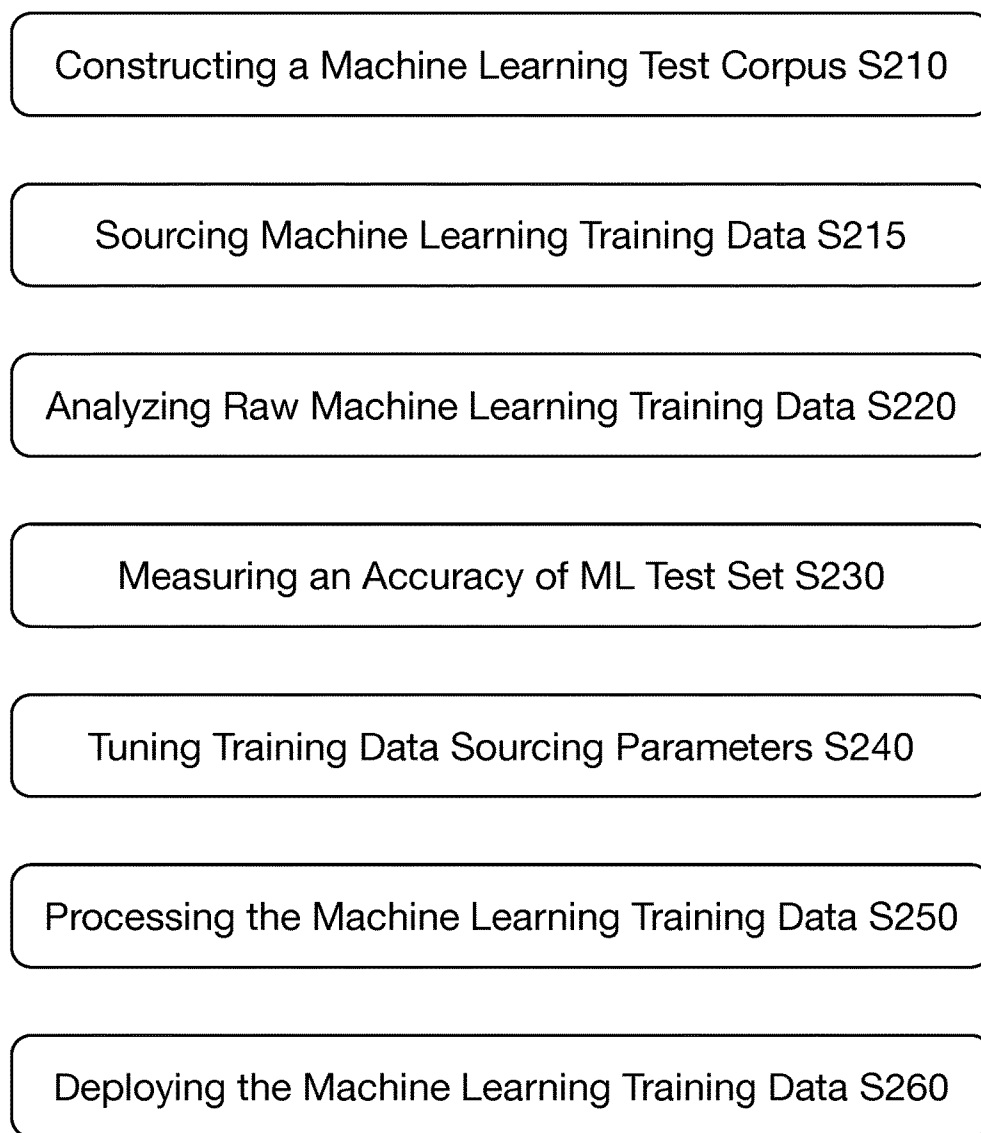 Constructing a Machine Learning Test Corpus S210
Sourcing Machine Learning Training Data S215
Analyzing Raw Machine Learning Training Data S220
Measuring an Accuracy of ML Test Set S230
Tuning Training Data Sourcing Parameters S240
Processing the Machine Learning Training Data S250
Deploying the Machine Learning Training Data S260